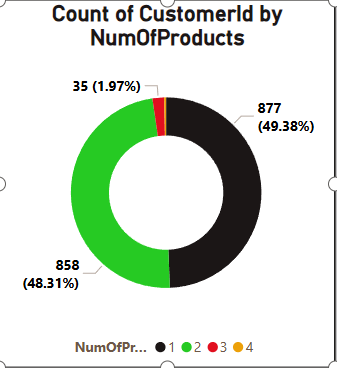 Count of CustomerId by
NumOfProducts
35 (1.97%)
877
(49.38%)
858
(48.31%)
NumOfPr... 1 2 3 4